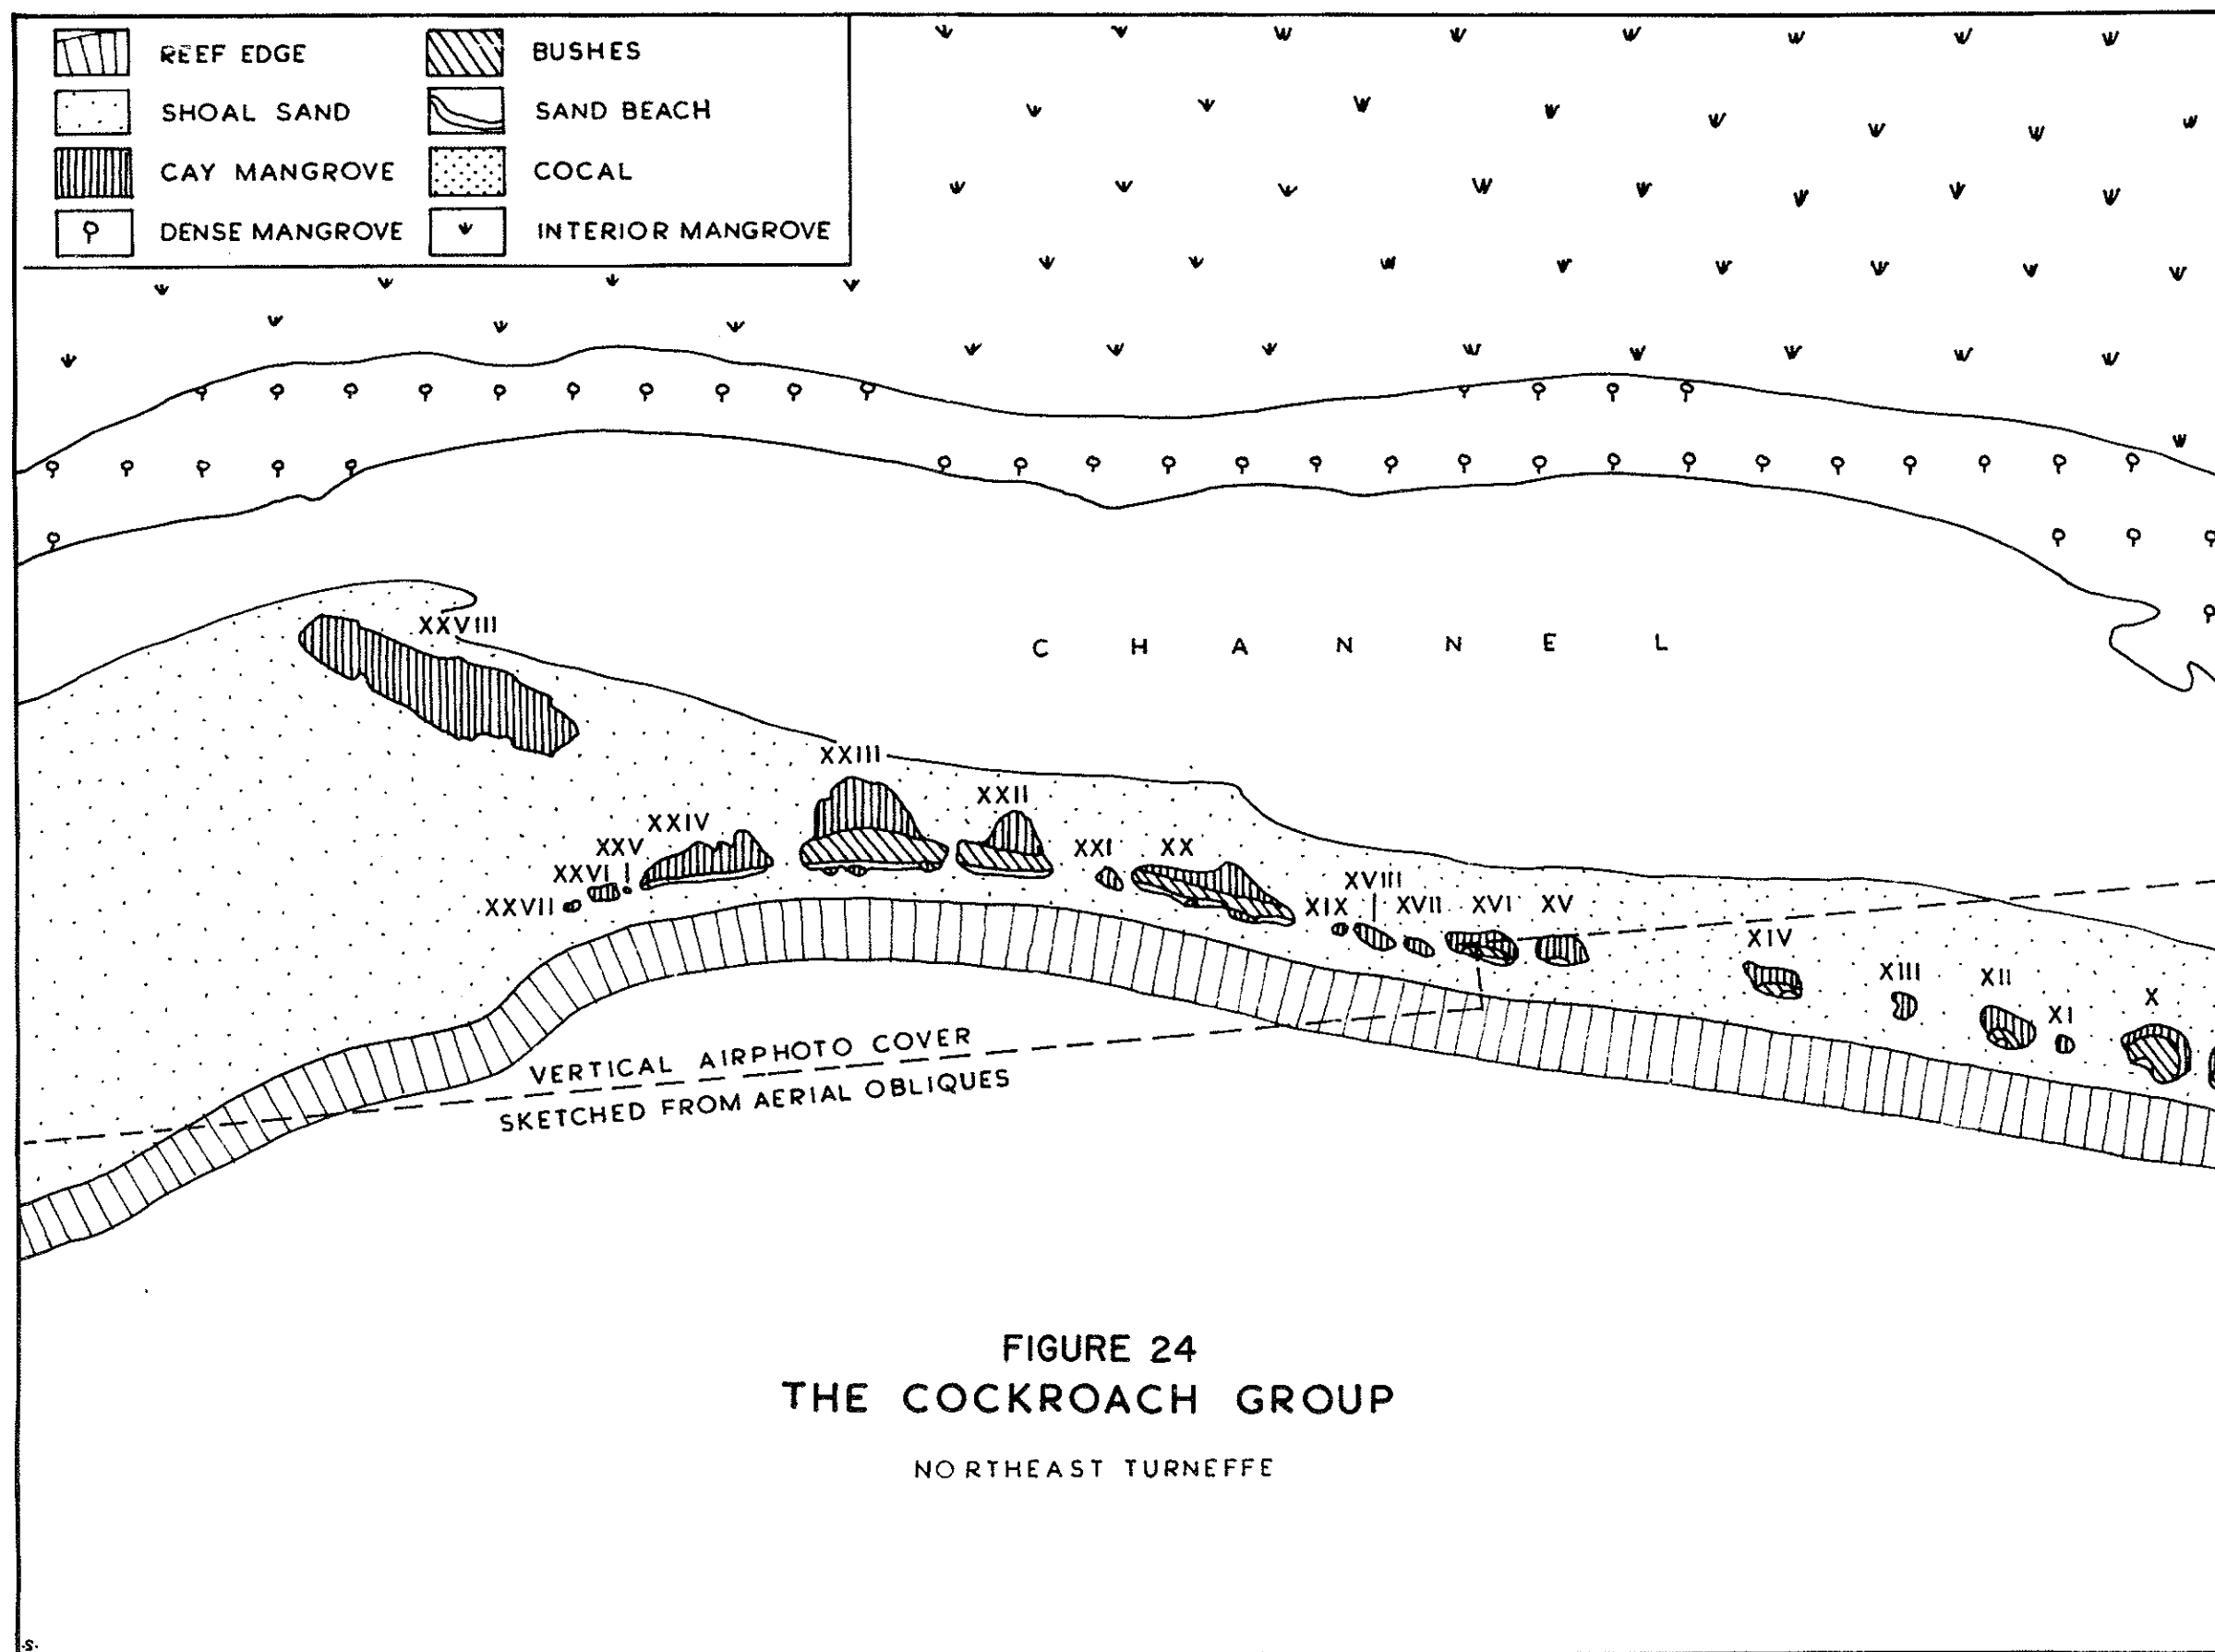 REEF EDGE
BUSHES
SHOAL SAND
SAND BEACH
CAY MANGROVE
COCAL
DENSE MANGROVE
INTERIOR MANGROVE
XXVIII
CHANNEL
XXIII
XXII
XXIV
XXV
XXVI
XXVII
XXI
XX
XVIII
XIX
XVII
XVI
XV
XIV
XIII
XII
XI
X
VERTICAL AIRPHOTO COVER
SKETCHED FROM AERIAL OBLIQUES
FIGURE 24
THE COCKROACH GROUP
NORTHEAST TURNEFFE
.S.